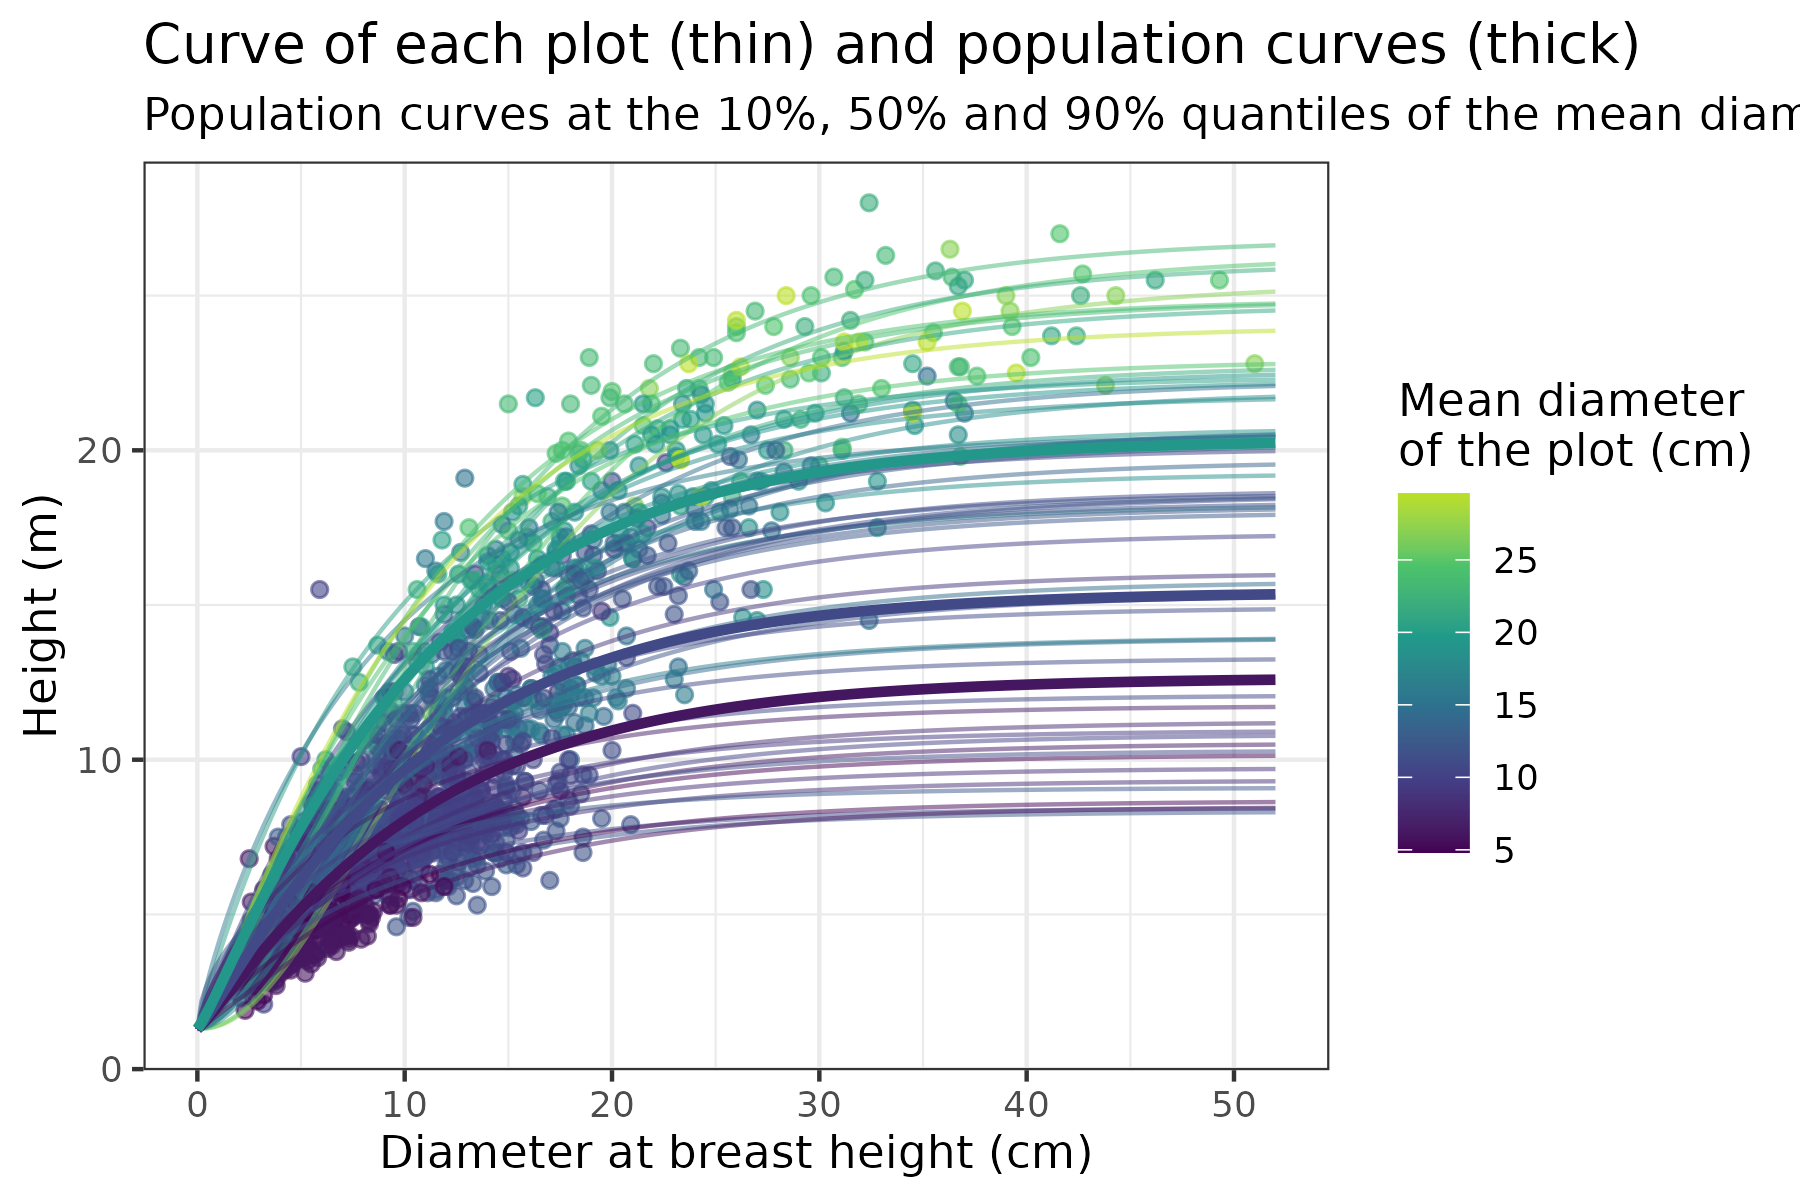 Curve of each plot (thin) and population curves (thick)
Population curves at the 10%, 50% and 90% quantiles of the mean diam
Height (m)
20
10
0
0 10 20 30 40 50
Diameter at breast height (cm)
Mean diameter
of the plot (cm)
25
20
15
10
5